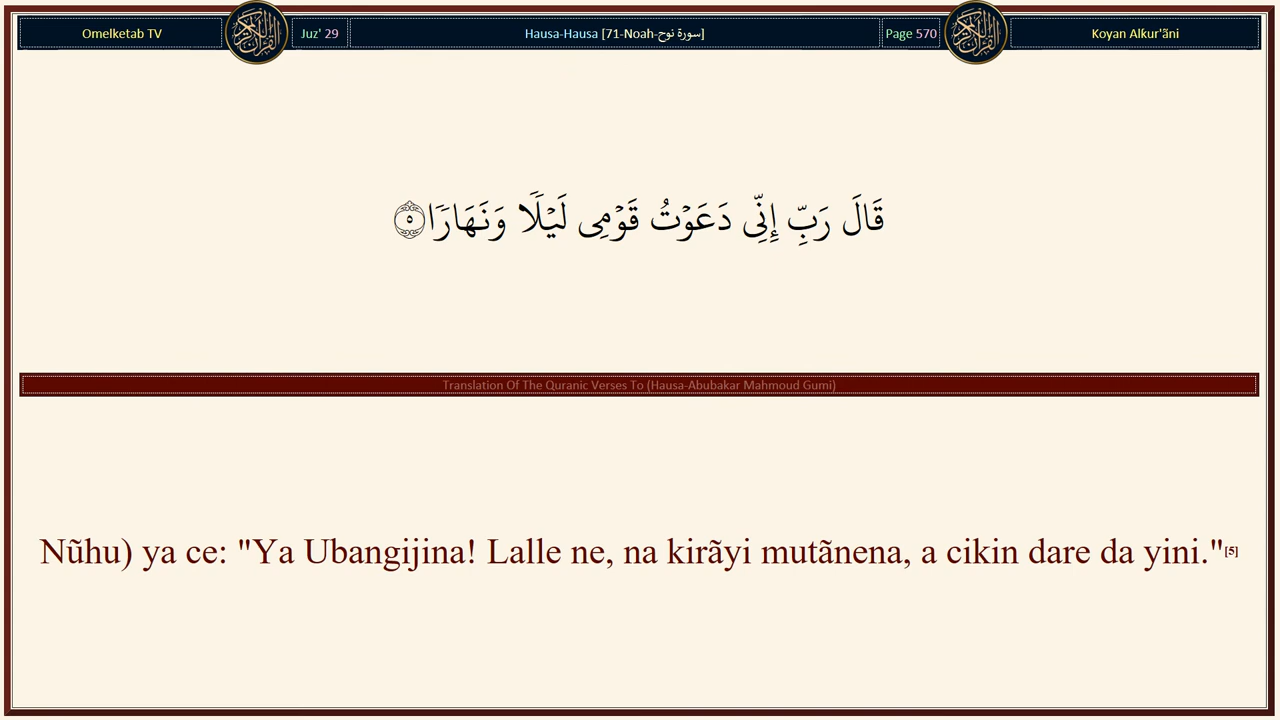 Omelketab TV
Juz' 29
Hausa-Hausa [71-Noah-سورة نوح]
Page 570
Koyan Alƙur'ãni
قَالَ رَبِّ إِنِّي دَعَوْتُ قَوْمِي لَيْلًا وَنَهَارًا ٥
Translation Of The Quranic Verses To (Hausa-Abubakar Mahmoud Gumi)
Nũhu) ya ce: "Ya Ubangijina! Lalle ne, na kirãyi mutãnena, a cikin dare da yini."[5]